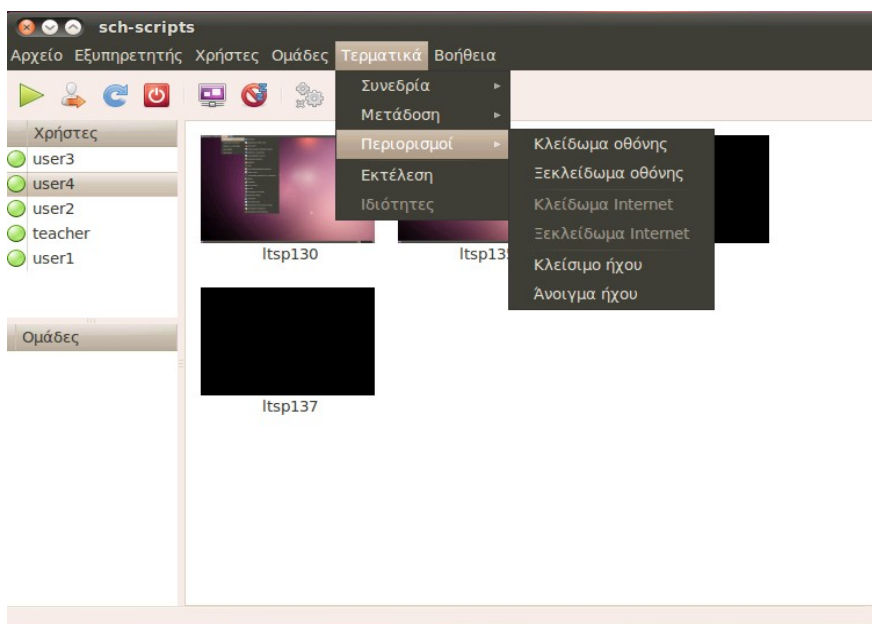 sch-scripts
Αρχείο Εξυπηρετητής Χρήστες Ομάδες Τερματικά Βοήθεια
Συνεδρία
Μετάδοση
Περιορισμοί
Εκτέλεση
Ιδιότητες
Κλείδωμα οθόνης
Ξεκλείδωμα οθόνης
Κλείδωμα Internet
Ξεκλείδωμα Internet
Κλείσιμο ήχου
Άνοιγμα ήχου
Χρήστες
user3
user4
user2
teacher
user1
Ομάδες
ltsp130
ltsp13
ltsp137